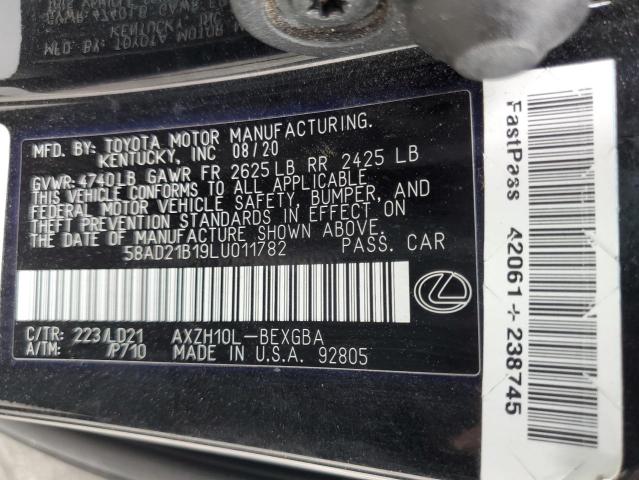 MFD. BY: TOYOTA MOTOR MANUFACTURING.
KENTUCKY, INC 08/20
GVWR: 4740LB GAWR FR 2625LB RR 2425 LB
THIS VEHICLE CONFORMS TO ALL APPLICABLE
FEDERAL MOTOR VEHICLE SAFETY, BUMPER, AND
THEFT PREVENTION STANDARDS IN EFFECT ON
THE DATE OF MANUFACTURE SHOWN ABOVE.
58AD21B19LU011782 PASS. CAR
C/TR: 223/LD21 AXZH10L-BEXGBA
A/TM: /P710 MADE IN U.S.A. 92805
FastPass 42061 ÷ 238745